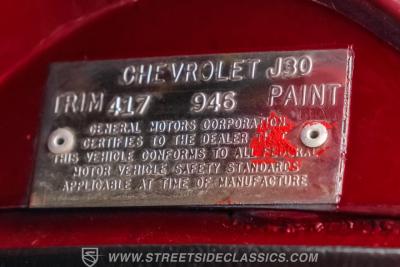 CHEVROLET J30
TRIM 417 946 PAINT
GENERAL MOTORS CORPORATION
CERTIFIES TO THE DEALER
THIS VEHICLE CONFORMS TO ALL FEDERAL
MOTOR VEHICLE SAFETY STANDARDS
APPLICABLE AT TIME OF MANUFACTURE
WWW.STREETSIDECLASSICS.COM